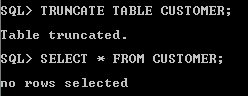 SQL> TRUNCATE TABLE CUSTOMER;
Table truncated.
SQL> SELECT * FROM CUSTOMER;
no rows selected